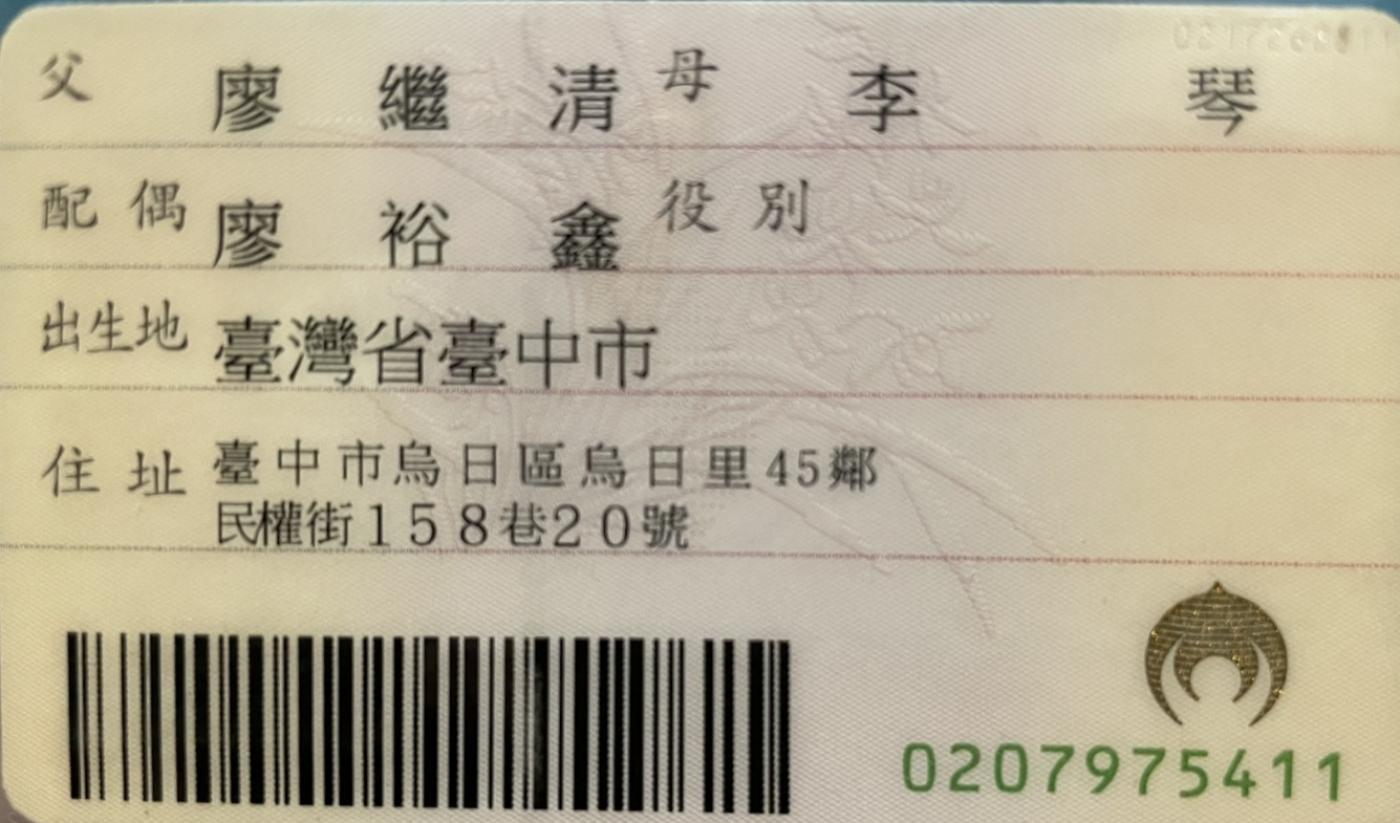 父 廖繼清 母 李琴
配偶 廖裕鑫 役別
出生地 臺灣省臺中市
住址 臺中市烏日區烏日里45鄰
民權街158巷20號
0207975411